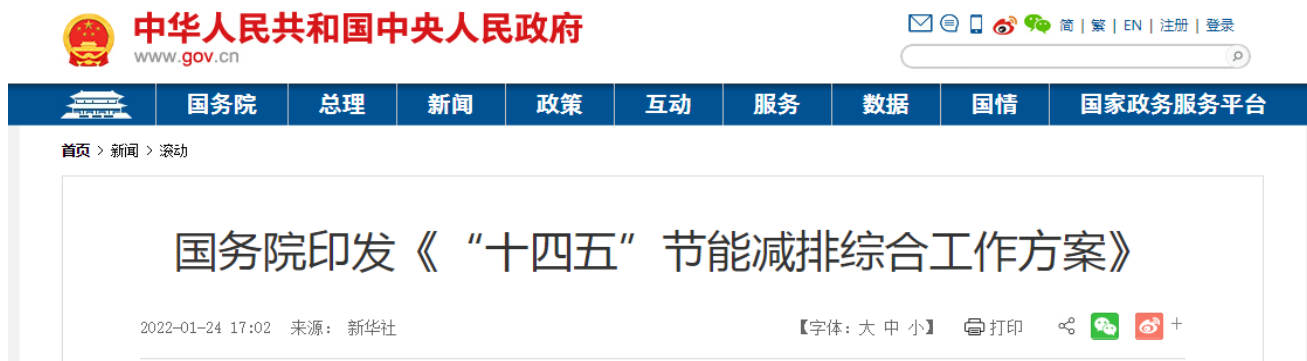 中华人民共和国中央人民政府
www.gov.cn
简 | 繁 | EN | 注册 | 登录
国务院 总理 新闻 政策 互动 服务 数据 国情 国家政务服务平台
首页 > 新闻 > 滚动
国务院印发《“十四五”节能减排综合工作方案》
2022-01-24 17:02 来源： 新华社 【字体：大 中 小】 打印 +